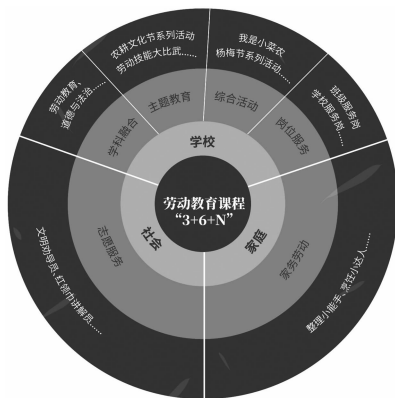 农耕文化节系列活动
劳动技能大比武......
我是小菜农
杨梅节系列活动......
劳动教育、
道德与法治......
班级服务岗
学校服务岗......
学科融合
主题教育
综合活动
岗位服务
学校
劳动教育课程
“3+6+N”
社会
家庭
志愿服务
家务劳动
文明劝导员、红领巾讲解员......
整理小能手、烹饪小达人......